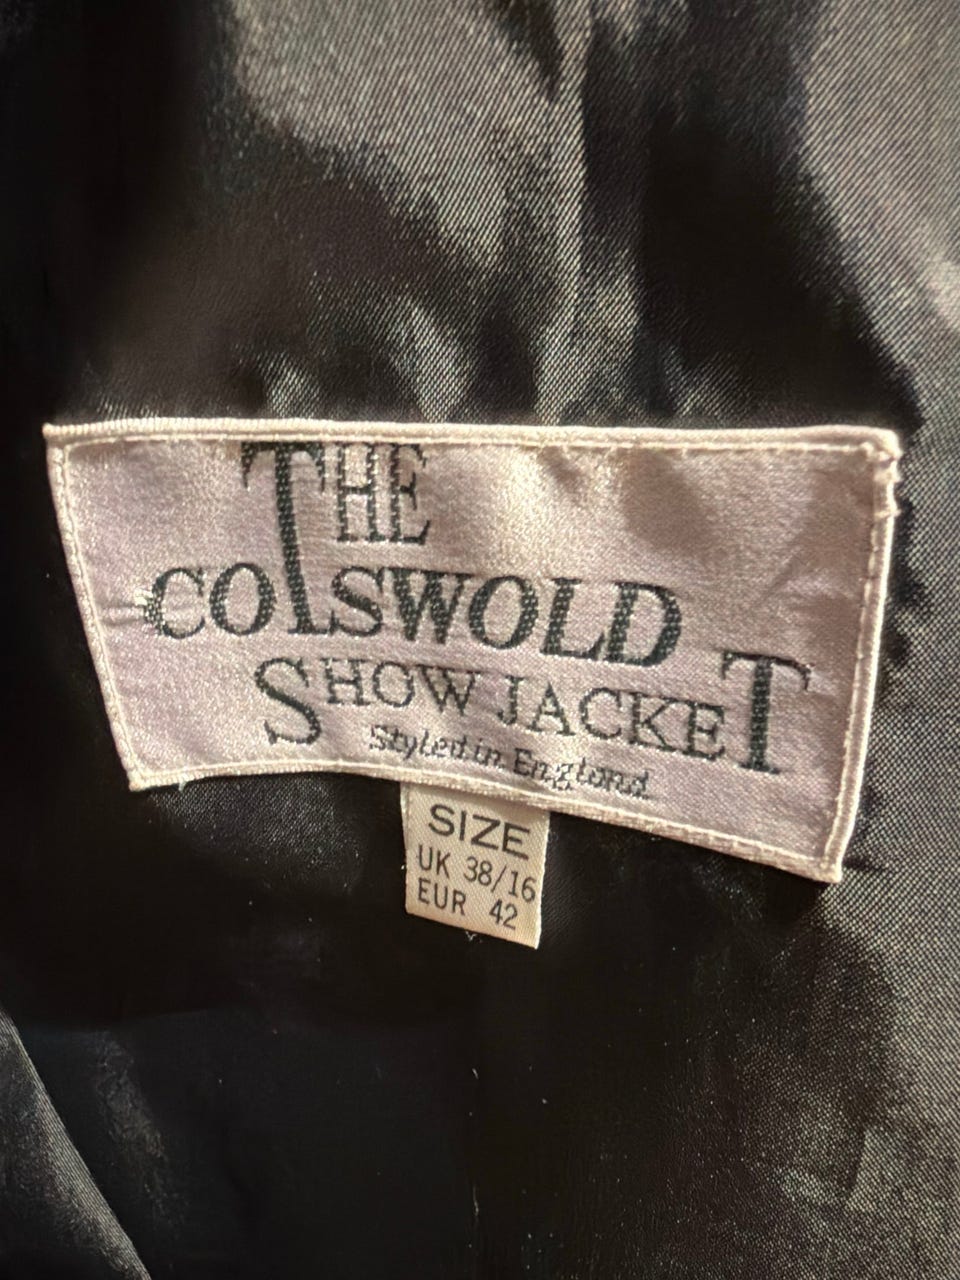 THE
COTSWOLD
SHOW JACKET
Styled in England
SIZE
UK 38/16
EUR 42